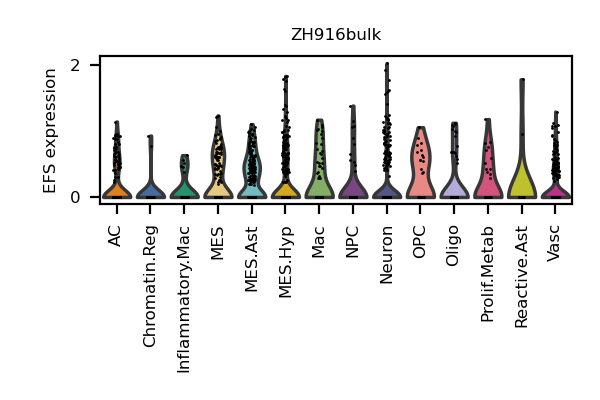 ZH916bulk
EFS expression
2
0
AC
Chromatin.Reg
Inflammatory.Mac
MES
MES.Ast
MES.Hyp
Mac
NPC
Neuron
OPC
Oligo
Prolif.Metab
Reactive.Ast
Vasc